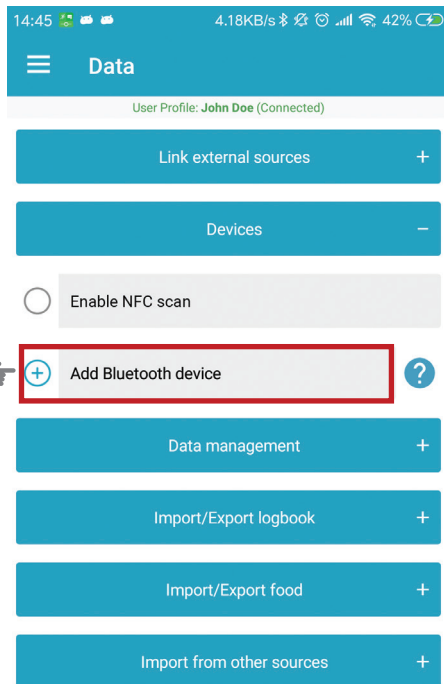 14:45 4.18KB/s 42%
Data
User Profile: John Doe (Connected)
Link external sources +
Devices −
Enable NFC scan
+ Add Bluetooth device ?
Data management +
Import/Export logbook +
Import/Export food +
Import from other sources +